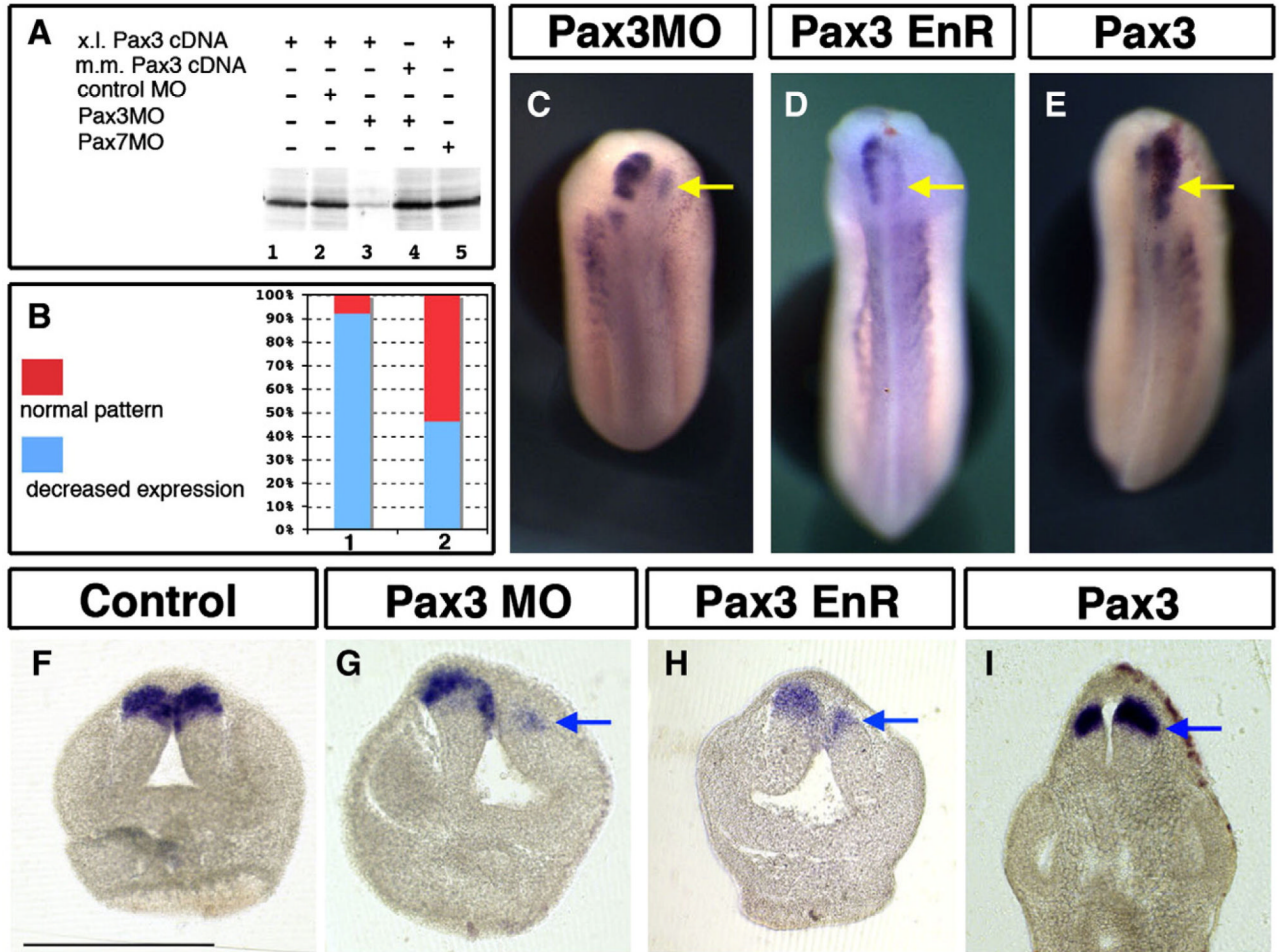 A
x.l. Pax3 cDNA + + + – +
m.m. Pax3 cDNA – – – + –
control MO – + – – –
Pax3MO – – + + –
Pax7MO – – – – +
1 2 3 4 5
B
normal pattern
decreased expression
100%
90%
80%
70%
60%
50%
40%
30%
20%
10%
0%
1 2
Pax3MO
Pax3 EnR
Pax3
C
D
E
Control
Pax3 MO
Pax3 EnR
Pax3
F
G
H
I